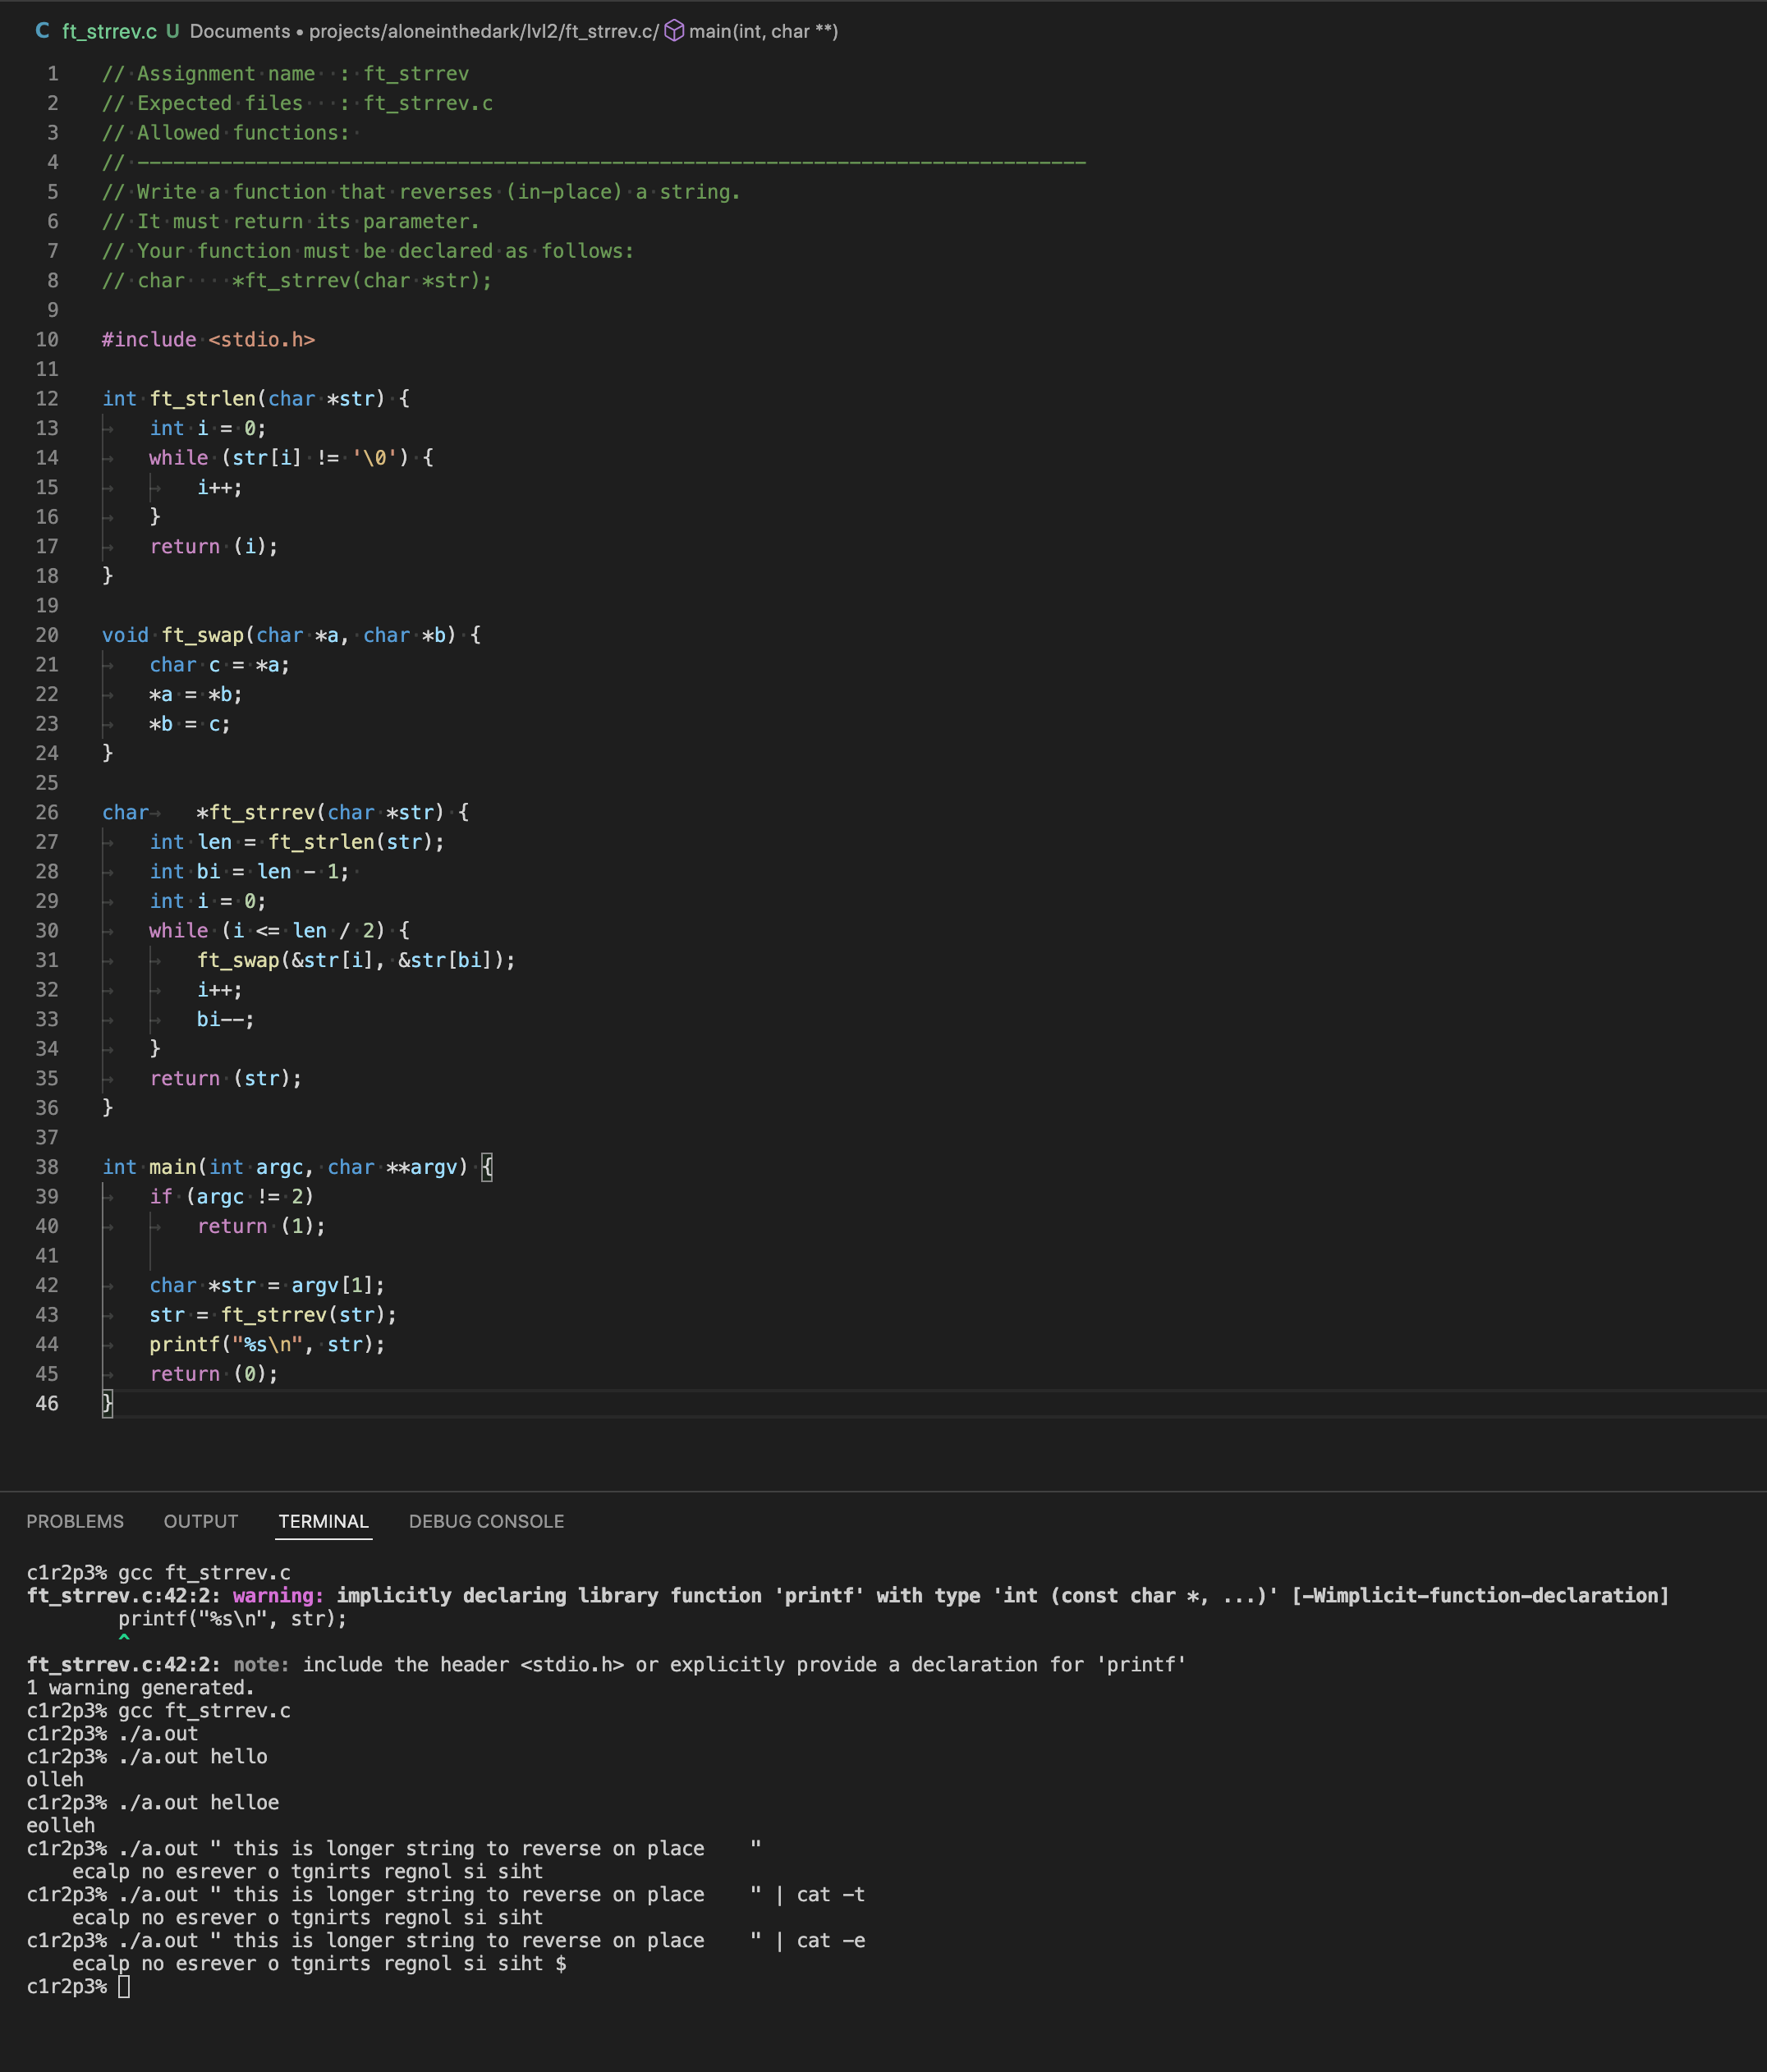 C ft_strrev.c U Documents • projects/aloneinthedark/lvl2/ft_strrev.c/ main(int, char **)
1 // Assignment name  : ft_strrev
2 // Expected files   : ft_strrev.c
3 // Allowed functions: 
4 // --------------------------------------------------------------------------------
5 // Write a function that reverses (in-place) a string.
6 // It must return its parameter.
7 // Your function must be declared as follows:
8 // char    *ft_strrev(char *str);
9
10 #include <stdio.h>
11
12 int ft_strlen(char *str) {
13     int i = 0;
14     while (str[i] != '\0') {
15         i++;
16     }
17     return (i);
18 }
19
20 void ft_swap(char *a, char *b) {
21     char c = *a;
22     *a = *b;
23     *b = c;
24 }
25
26 char    *ft_strrev(char *str) {
27     int len = ft_strlen(str);
28     int bi = len - 1; 
29     int i = 0;
30     while (i <= len / 2) {
31         ft_swap(&str[i], &str[bi]);
32         i++;
33         bi--;
34     }
35     return (str);
36 }
37
38 int main(int argc, char **argv) {
39     if (argc != 2)
40         return (1);
41
42     char *str = argv[1];
43     str = ft_strrev(str);
44     printf("%s\n", str);
45     return (0);
46 }
PROBLEMS OUTPUT TERMINAL DEBUG CONSOLE
c1r2p3% gcc ft_strrev.c
ft_strrev.c:42:2: warning: implicitly declaring library function 'printf' with type 'int (const char *, ...)' [-Wimplicit-function-declaration]
        printf("%s\n", str);
        ^
ft_strrev.c:42:2: note: include the header <stdio.h> or explicitly provide a declaration for 'printf'
1 warning generated.
c1r2p3% gcc ft_strrev.c
c1r2p3% ./a.out
c1r2p3% ./a.out hello
olleh
c1r2p3% ./a.out helloe
eolleh
c1r2p3% ./a.out " this is longer string to reverse on place    "
    ecalp no esrever o tgnirts regnol si siht
c1r2p3% ./a.out " this is longer string to reverse on place    " | cat -t
    ecalp no esrever o tgnirts regnol si siht
c1r2p3% ./a.out " this is longer string to reverse on place    " | cat -e
    ecalp no esrever o tgnirts regnol si siht $
c1r2p3%